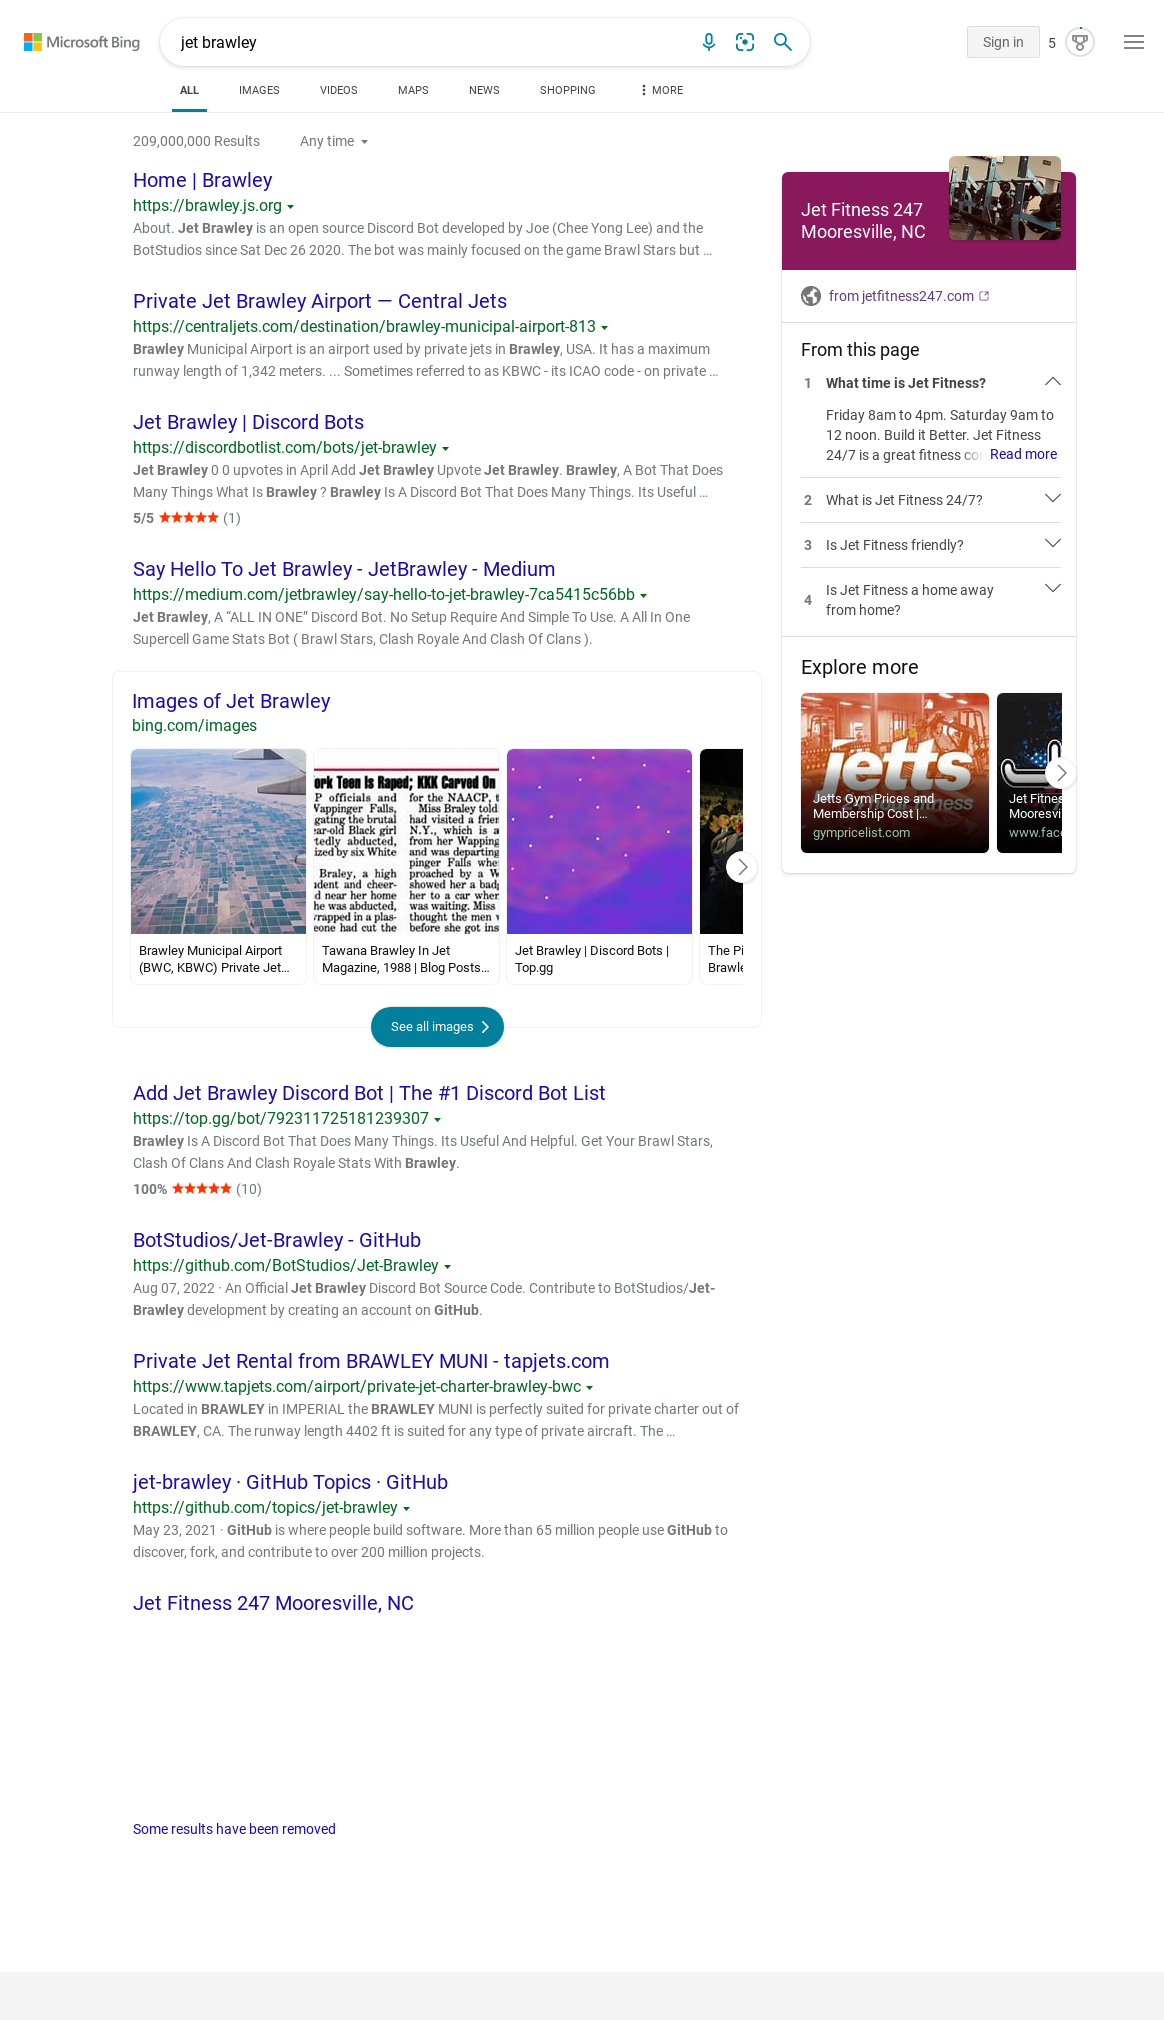 Microsoft Bing
jet brawley
Sign in
5
ALL
IMAGES
VIDEOS
MAPS
NEWS
SHOPPING
MORE
209,000,000 Results
Any time
Home | Brawley
https://brawley.js.org
About. Jet Brawley is an open source Discord Bot developed by Joe (Chee Yong Lee) and the
BotStudios since Sat Dec 26 2020. The bot was mainly focused on the game Brawl Stars but ...
Private Jet Brawley Airport — Central Jets
https://centraljets.com/destination/brawley-municipal-airport-813
Brawley Municipal Airport is an airport used by private jets in Brawley, USA. It has a maximum
runway length of 1,342 meters. ... Sometimes referred to as KBWC - its ICAO code - on private ...
Jet Brawley | Discord Bots
https://discordbotlist.com/bots/jet-brawley
Jet Brawley 0 0 upvotes in April Add Jet Brawley Upvote Jet Brawley. Brawley, A Bot That Does
Many Things What Is Brawley ? Brawley Is A Discord Bot That Does Many Things. Its Useful ...
5/5 ★★★★★ (1)
Say Hello To Jet Brawley - JetBrawley - Medium
https://medium.com/jetbrawley/say-hello-to-jet-brawley-7ca5415c56bb
Jet Brawley, A “ALL IN ONE” Discord Bot. No Setup Require And Simple To Use. A All In One
Supercell Game Stats Bot ( Brawl Stars, Clash Royale And Clash Of Clans ).
Images of Jet Brawley
bing.com/images
ork Teen Is Raped; KKK Carved On
P officials and
Wappinger Falls,
gating the brutal
ear-old Black girl
rtedly abducted,
ized by six White
Braley, a high
udent and cheer-
d near her home
he was abducted,
wrapped in a plas-
eone had cut the
for the NAACP, t
Miss Braley told
had visited a frien
N.Y., which is a
from her Wapping
and was departing
pinger Falls when
proached by a W
showed her a badg
her to a car when
was waiting. Miss
thought the men w
before she got ins
Brawley Municipal Airport
(BWC, KBWC) Private Jet...
Tawana Brawley In Jet
Magazine, 1988 | Blog Posts...
Jet Brawley | Discord Bots |
Top.gg
The Pi
Brawle
See all images
Add Jet Brawley Discord Bot | The #1 Discord Bot List
https://top.gg/bot/792311725181239307
Brawley Is A Discord Bot That Does Many Things. Its Useful And Helpful. Get Your Brawl Stars,
Clash Of Clans And Clash Royale Stats With Brawley.
100% ★★★★★ (10)
BotStudios/Jet-Brawley - GitHub
https://github.com/BotStudios/Jet-Brawley
Aug 07, 2022 · An Official Jet Brawley Discord Bot Source Code. Contribute to BotStudios/Jet-
Brawley development by creating an account on GitHub.
Private Jet Rental from BRAWLEY MUNI - tapjets.com
https://www.tapjets.com/airport/private-jet-charter-brawley-bwc
Located in BRAWLEY in IMPERIAL the BRAWLEY MUNI is perfectly suited for private charter out of
BRAWLEY, CA. The runway length 4402 ft is suited for any type of private aircraft. The ...
jet-brawley · GitHub Topics · GitHub
https://github.com/topics/jet-brawley
May 23, 2021 · GitHub is where people build software. More than 65 million people use GitHub to
discover, fork, and contribute to over 200 million projects.
Jet Fitness 247 Mooresville, NC
Some results have been removed
Jet Fitness 247
Mooresville, NC
from jetfitness247.com
From this page
1 What time is Jet Fitness?
Friday 8am to 4pm. Saturday 9am to
12 noon. Build it Better. Jet Fitness
24/7 is a great fitness co Read more
2 What is Jet Fitness 24/7?
3 Is Jet Fitness friendly?
4 Is Jet Fitness a home away
from home?
Explore more
jetts
Jetts Gym Prices and
Membership Cost |...
gympricelist.com
Jet Fitnes
Mooresvi
www.face